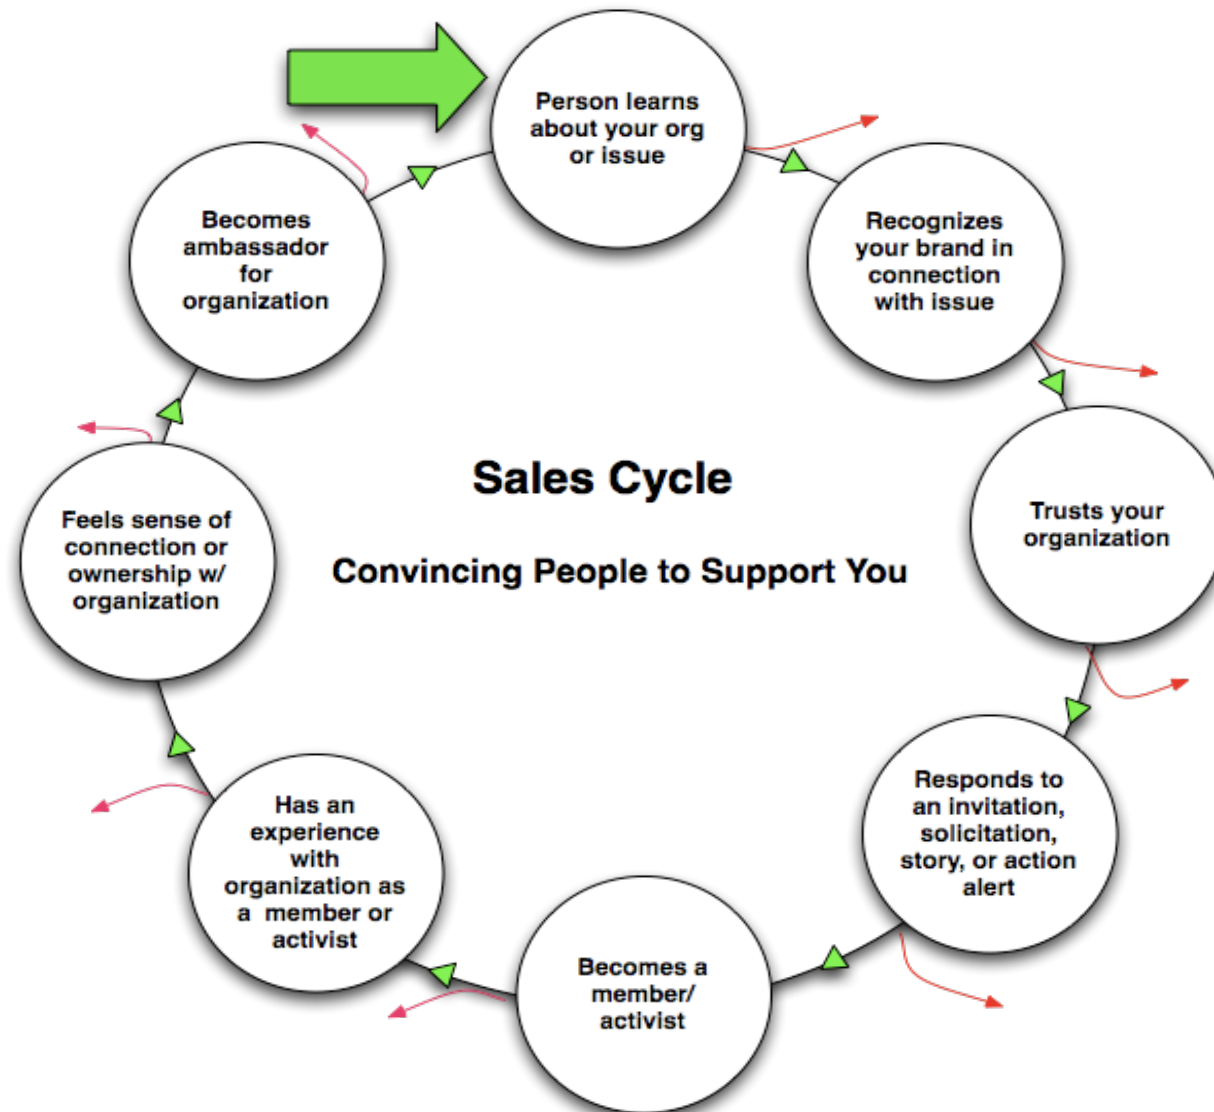 Person learns
about your org
or issue
Recognizes
your brand in
connection
with issue
Trusts your
organization
Responds to
an invitation,
solicitation,
story, or action
alert
Becomes a
member/
activist
Has an
experience
with
organization as
a member or
activist
Feels sense of
connection or
ownership w/
organization
Becomes
ambassador
for
organization
Sales Cycle
Convincing People to Support You